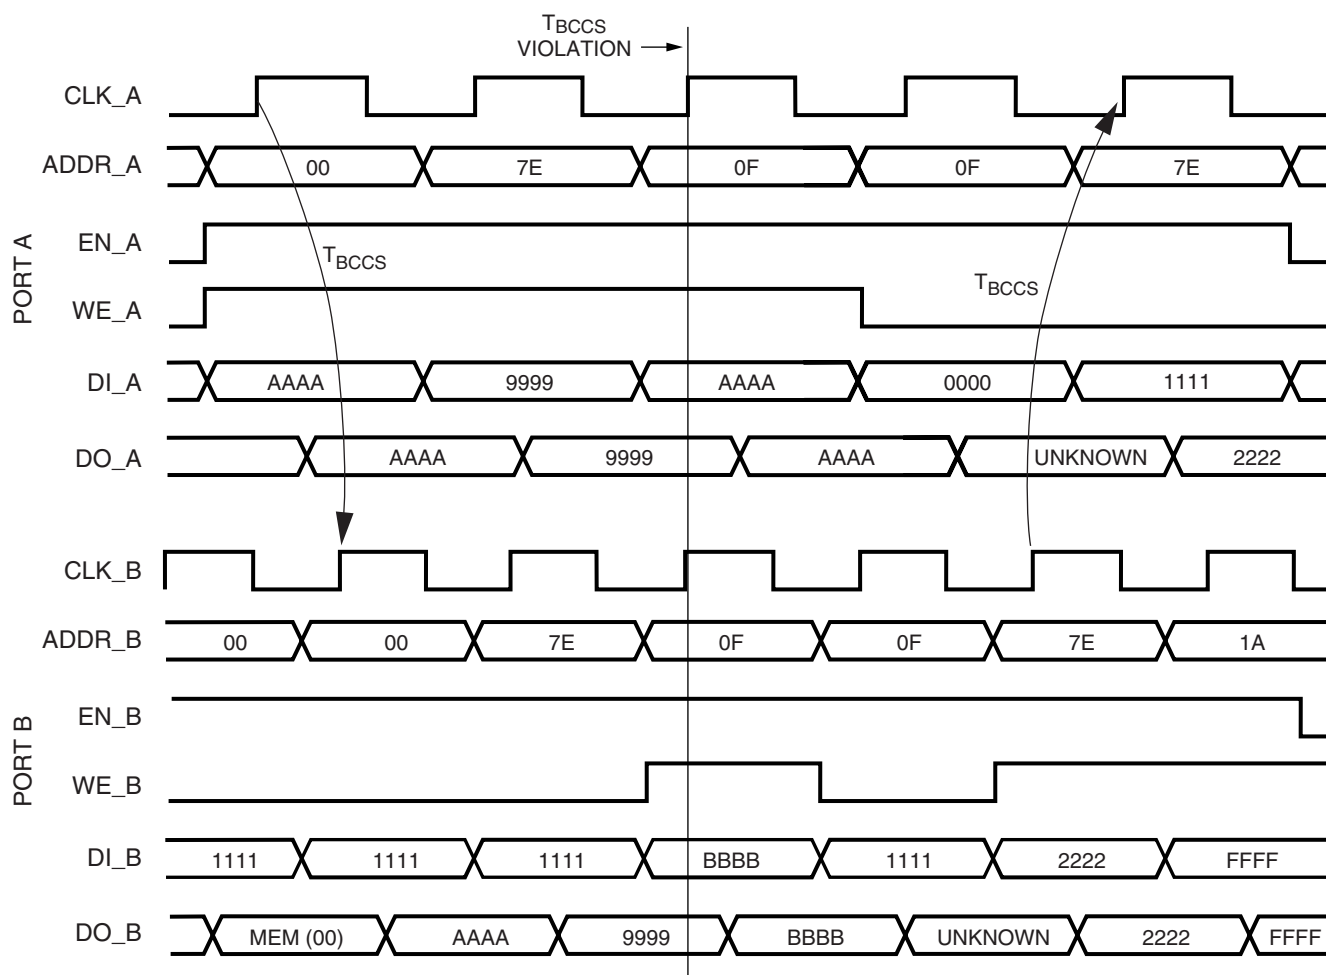 TBCCS
VIOLATION
CLK_A
ADDR_A 00 7E 0F 0F 7E
PORT A
EN_A
TBCCS
TBCCS
WE_A
DI_A AAAA 9999 AAAA 0000 1111
DO_A AAAA 9999 AAAA UNKNOWN 2222
CLK_B
ADDR_B 00 00 7E 0F 0F 7E 1A
PORT B
EN_B
WE_B
DI_B 1111 1111 1111 BBBB 1111 2222 FFFF
DO_B MEM (00) AAAA 9999 BBBB UNKNOWN 2222 FFFF